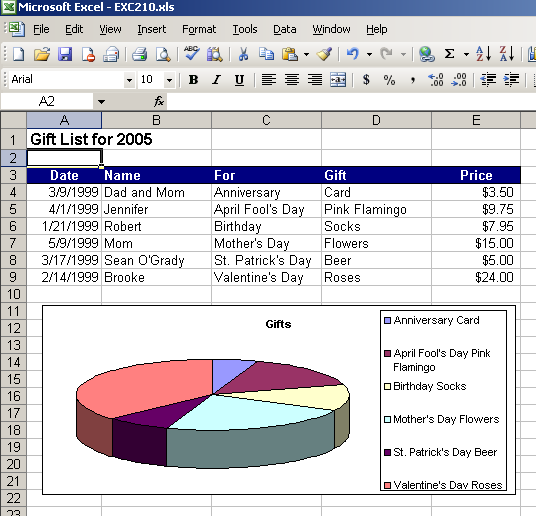 Microsoft Excel - EXC210.xls
File Edit View Insert Format Tools Data Window Help
ABC Σ A Z Z A
Arial 10 B I U $ % , .00 .00
A2 fx
A B C D E
1 Gift List for 2005
2
3 Date Name For Gift Price
4 3/9/1999 Dad and Mom Anniversary Card $3.50
5 4/1/1999 Jennifer April Fool's Day Pink Flamingo $9.75
6 1/21/1999 Robert Birthday Socks $7.95
7 5/9/1999 Mom Mother's Day Flowers $15.00
8 3/17/1999 Sean O'Grady St. Patrick's Day Beer $5.00
9 2/14/1999 Brooke Valentine's Day Roses $24.00
10
11
12 Gifts
13
14
15
16
17
18
19
20
21
22
Anniversary Card
April Fool's Day Pink
Flamingo
Birthday Socks
Mother's Day Flowers
St. Patrick's Day Beer
Valentine's Day Roses